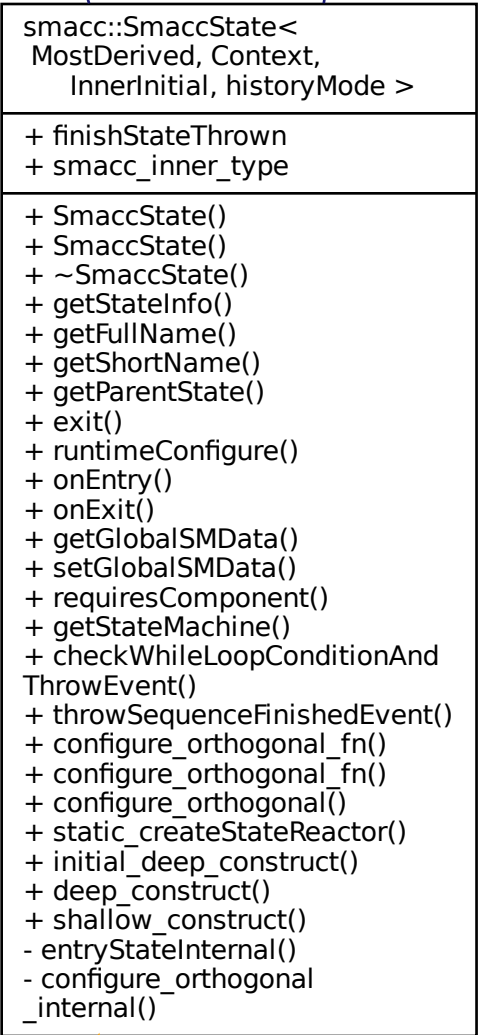 smacc::SmaccState<
MostDerived, Context,
InnerInitial, historyMode >
+ finishStateThrown
+ smacc_inner_type
+ SmaccState()
+ SmaccState()
+ ~SmaccState()
+ getStateInfo()
+ getFullName()
+ getShortName()
+ getParentState()
+ exit()
+ runtimeConfigure()
+ onEntry()
+ onExit()
+ getGlobalSMData()
+ setGlobalSMData()
+ requiresComponent()
+ getStateMachine()
+ checkWhileLoopConditionAnd
ThrowEvent()
+ throwSequenceFinishedEvent()
+ configure_orthogonal_fn()
+ configure_orthogonal_fn()
+ configure_orthogonal()
+ static_createStateReactor()
+ initial_deep_construct()
+ deep_construct()
+ shallow_construct()
- entryStateInternal()
- configure_orthogonal
_internal()